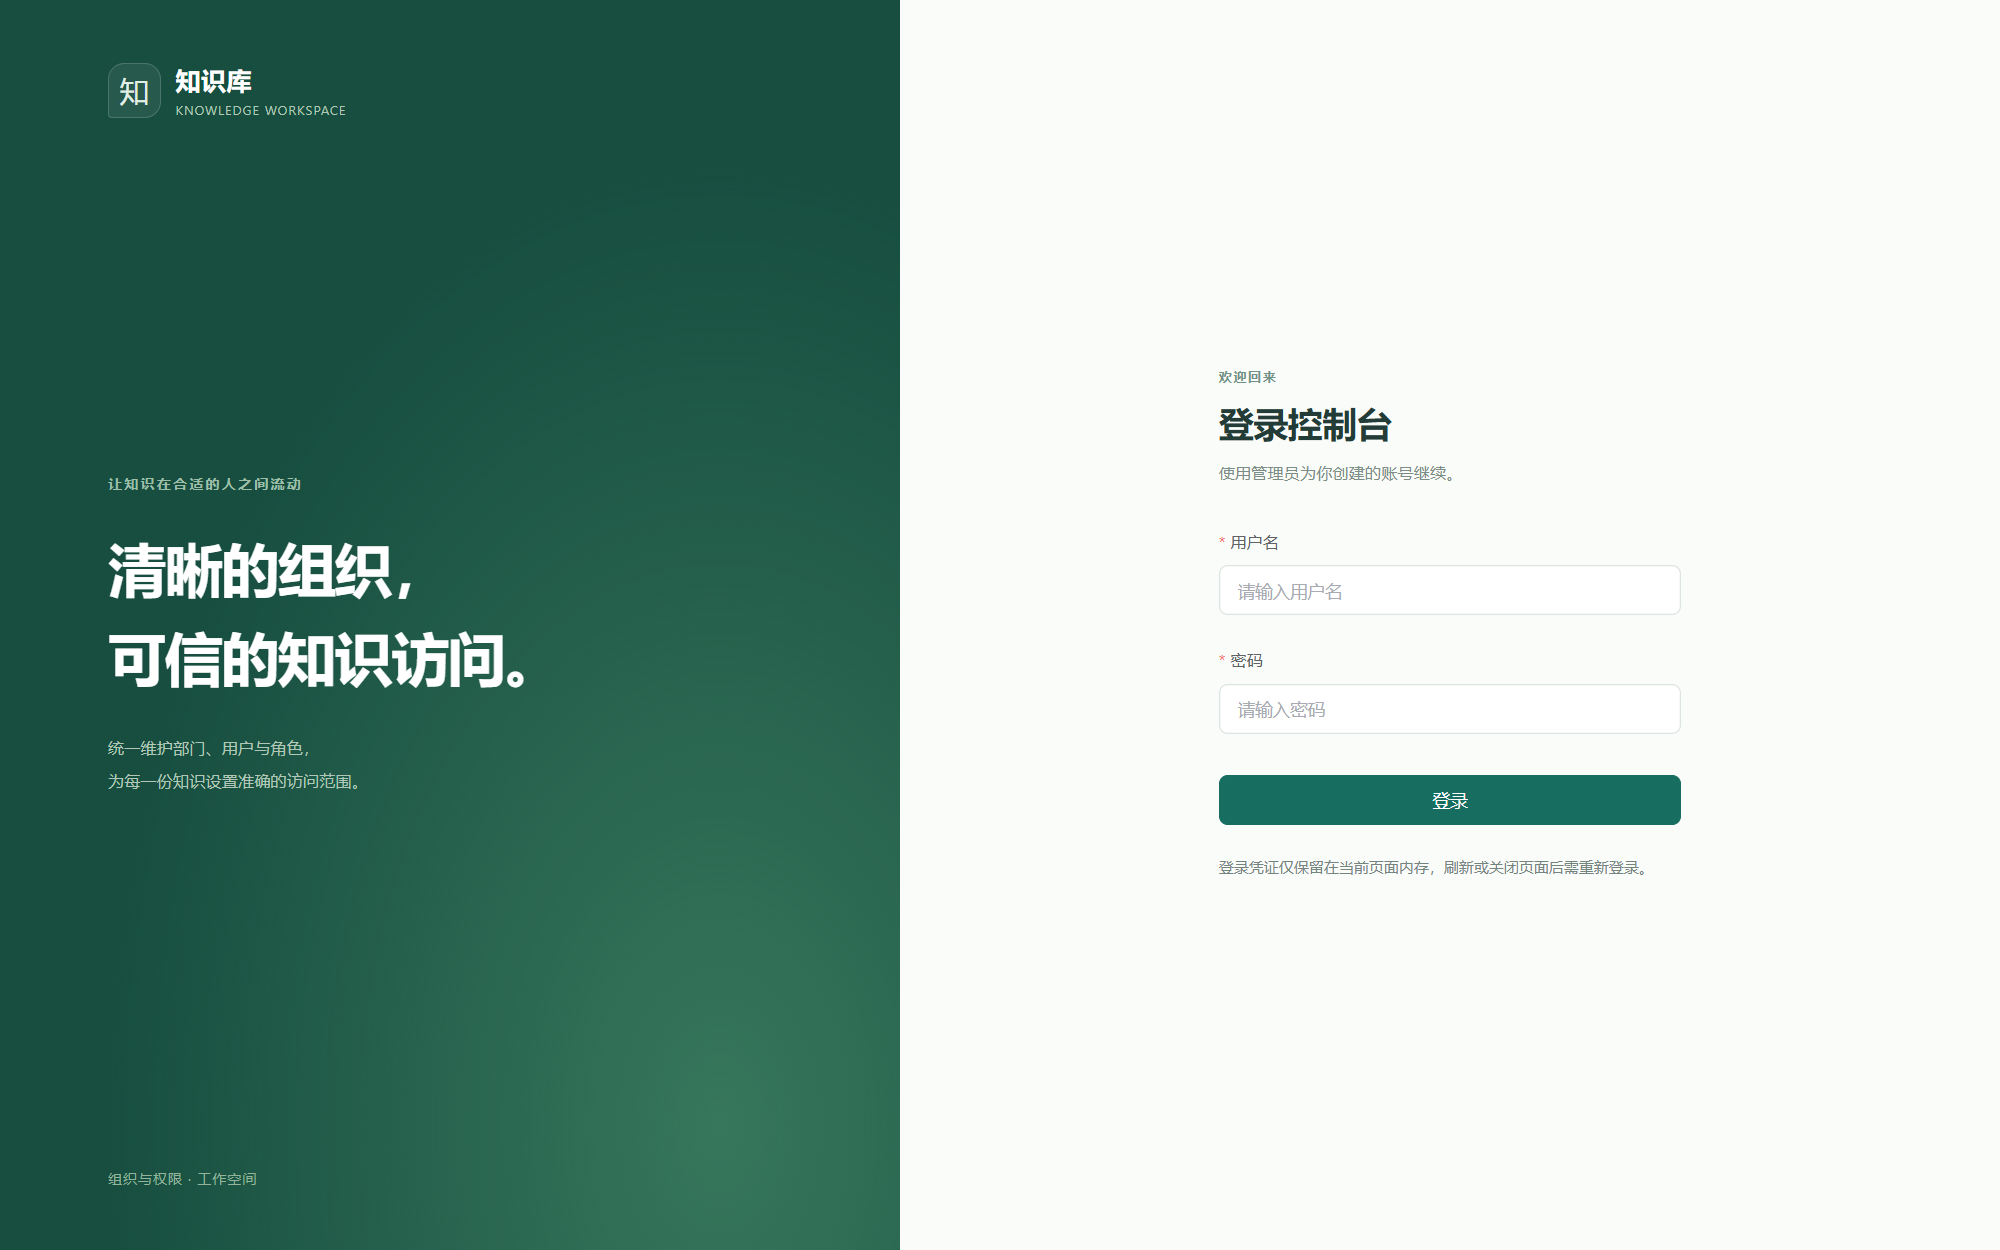 知
知识库
KNOWLEDGE WORKSPACE
让知识在合适的人之间流动
清晰的组织，
可信的知识访问。
统一维护部门、用户与角色，
为每一份知识设置准确的访问范围。
组织与权限 · 工作空间
欢迎回来
登录控制台
使用管理员为你创建的账号继续。
* 用户名
请输入用户名
* 密码
请输入密码
登录
登录凭证仅保留在当前页面内存，刷新或关闭页面后需重新登录。